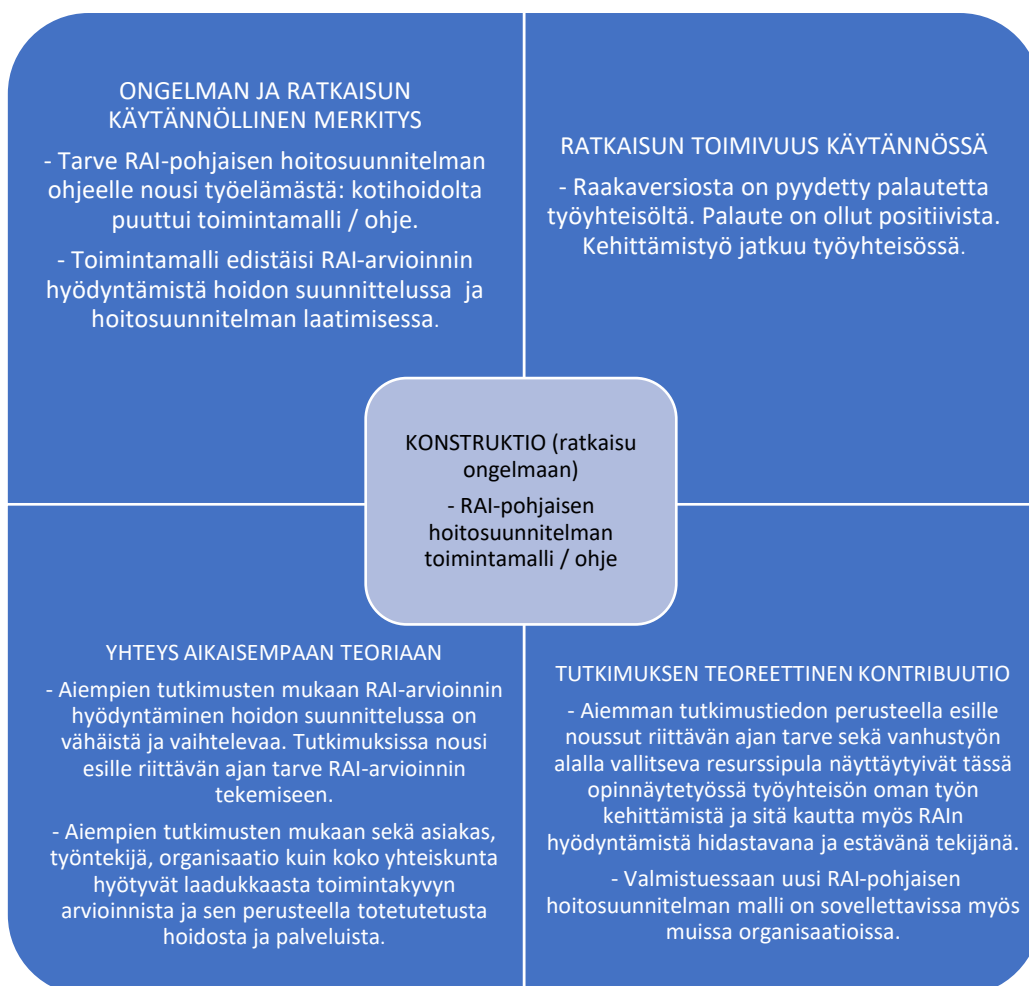 ONGELMAN JA RATKAISUN
KÄYTÄNNÖLLINEN MERKITYS
- Tarve RAI-pohjaisen hoitosuunnitelman
ohjeelle nousi työelämästä: kotihoidolta
puuttui toimintamalli / ohje.
- Toimintamalli edistäisi RAI-arvioinnin
hyödyntämistä hoidon suunnittelussa ja
hoitosuunnitelman laatimisessa.
RATKAISUN TOIMIVUUS KÄYTÄNNÖSSÄ
- Raakaversiosta on pyydetty palautetta
työyhteisöltä. Palaute on ollut positiivista.
Kehittämistyö jatkuu työyhteisössä.
KONSTRUKTIO (ratkaisu
ongelmaan)
- RAI-pohjaisen
hoitosuunnitelman
toimintamalli / ohje
YHTEYS AIKAISEMPAAN TEORIAAN
- Aiempien tutkimusten mukaan RAI-arvioinnin
hyödyntäminen hoidon suunnittelussa on
vähäistä ja vaihtelevaa. Tutkimuksissa nousi
esille riittävän ajan tarve RAI-arvioinnin
tekemiseen.
- Aiempien tutkimusten mukaan sekä asiakas,
työntekijä, organisaatio kuin koko yhteiskunta
hyötyvät laadukkaasta toimintakyvyn
arvioinnista ja sen perusteella totetutetusta
hoidosta ja palveluista.
TUTKIMUKSEN TEOREETTINEN KONTRIBUUTIO
- Aiemman tutkimustiedon perusteella esille
noussut riittävän ajan tarve sekä vanhustyön
alalla vallitseva resurssipula näyttäytyivät tässä
opinnäytetyössä työyhteisön oman työn
kehittämistä ja sitä kautta myös RAIn
hyödyntämistä hidastavana ja estävänä tekijänä.
- Valmistuessaan uusi RAI-pohjaisen
hoitosuunnitelman malli on sovellettavissa myös
muissa organisaatioissa.